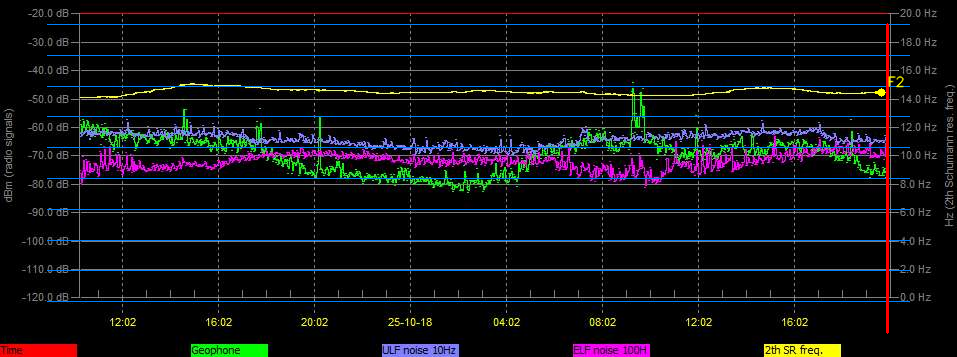 -20.0 dB
-30.0 dB
-40.0 dB
-50.0 dB
-60.0 dB
-70.0 dB
-80.0 dB
-90.0 dB
-100.0 dB
-110.0 dB
-120.0 dB
dBm (radio signals)
20.0 Hz
18.0 Hz
16.0 Hz
14.0 Hz
12.0 Hz
10.0 Hz
8.0 Hz
6.0 Hz
4.0 Hz
2.0 Hz
0.0 Hz
Hz (2th Schumann res. freq.)
F2
12:02 16:02 20:02 25-10-18 04:02 08:02 12:02 16:02
Time Geophone ULF noise 10Hz ELF noise 100H 2th SR freq.